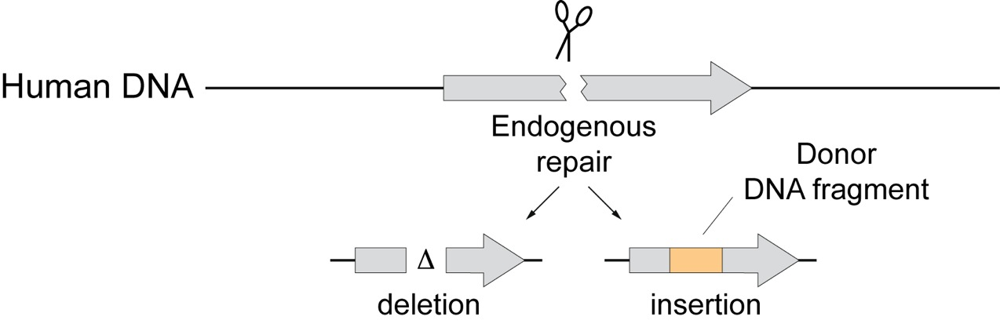 Human DNA
Endogenous
repair
Donor
DNA fragment
Δ
deletion
insertion